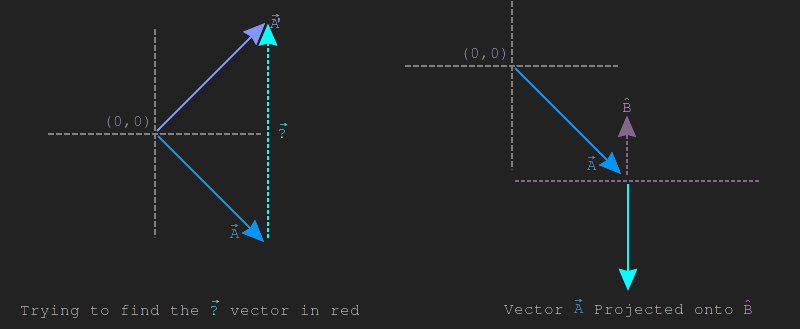 A⃗'
(0,0)
?⃗
A⃗
Trying to find the ?⃗ vector in red
(0,0)
B̂
A⃗
Vector A⃗ Projected onto B̂